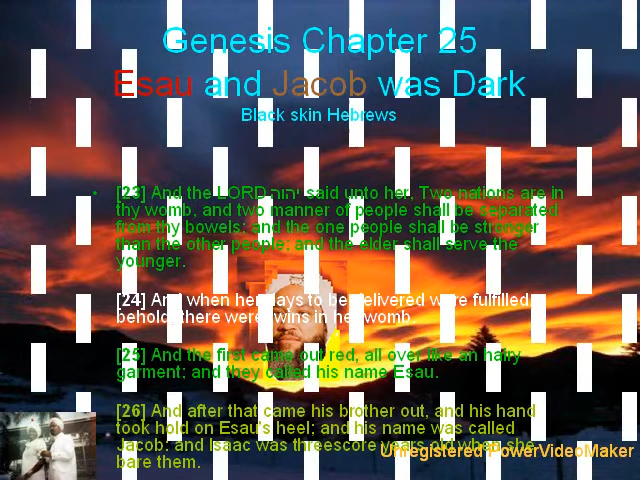 Genesis Chapter 25
Esau and Jacob was Dark
Black skin Hebrews
• [23] And the LORD יהוה said unto her, Two nations are in
thy womb, and two manner of people shall be separated
from thy bowels; and the one people shall be stronger
than the other people; and the elder shall serve the
younger.
[24] And when her days to be delivered were fulfilled
behold, there were twins in her womb.
[25] And the first came out red, all over like an hairy
garment; and they called his name Esau.
[26] And after that came his brother out, and his hand
took hold on Esau's heel; and his name was called
Jacob: and Isaac was threescore years old when she
bare them.
Unregistered PowerVideoMaker